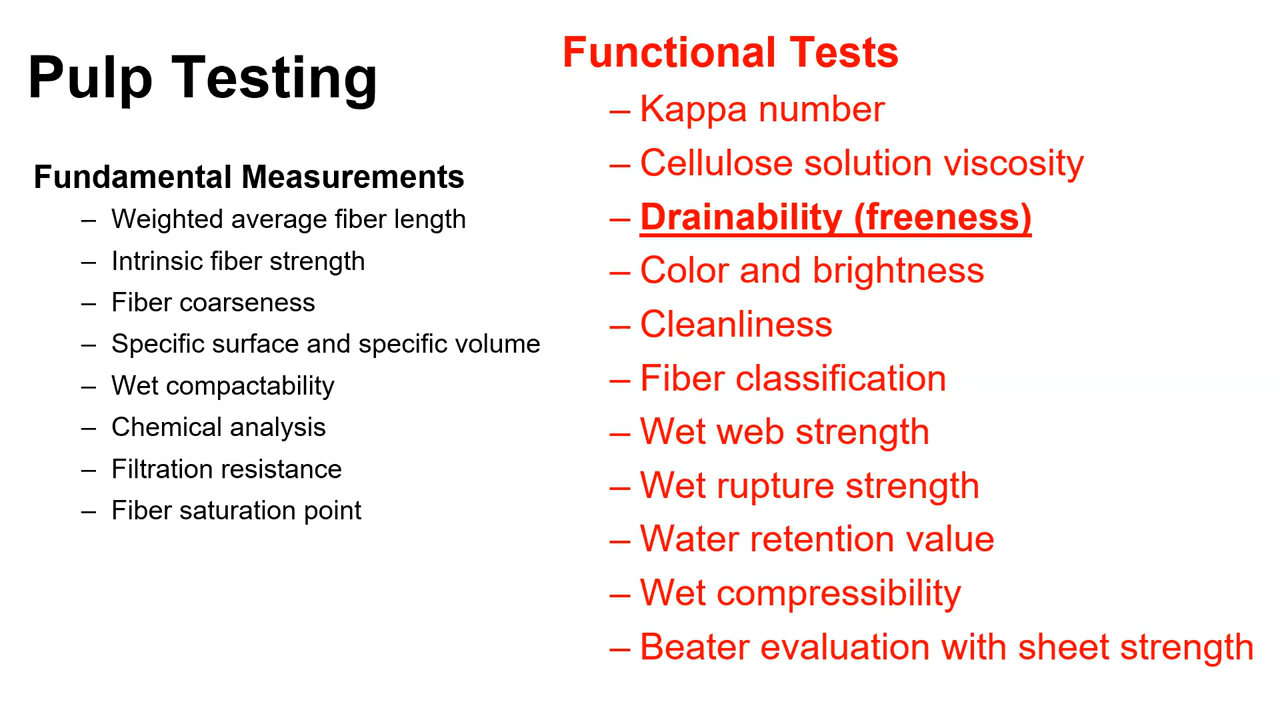 Pulp Testing
Fundamental Measurements
– Weighted average fiber length
– Intrinsic fiber strength
– Fiber coarseness
– Specific surface and specific volume
– Wet compactability
– Chemical analysis
– Filtration resistance
– Fiber saturation point
Functional Tests
– Kappa number
– Cellulose solution viscosity
– Drainability (freeness)
– Color and brightness
– Cleanliness
– Fiber classification
– Wet web strength
– Wet rupture strength
– Water retention value
– Wet compressibility
– Beater evaluation with sheet strength